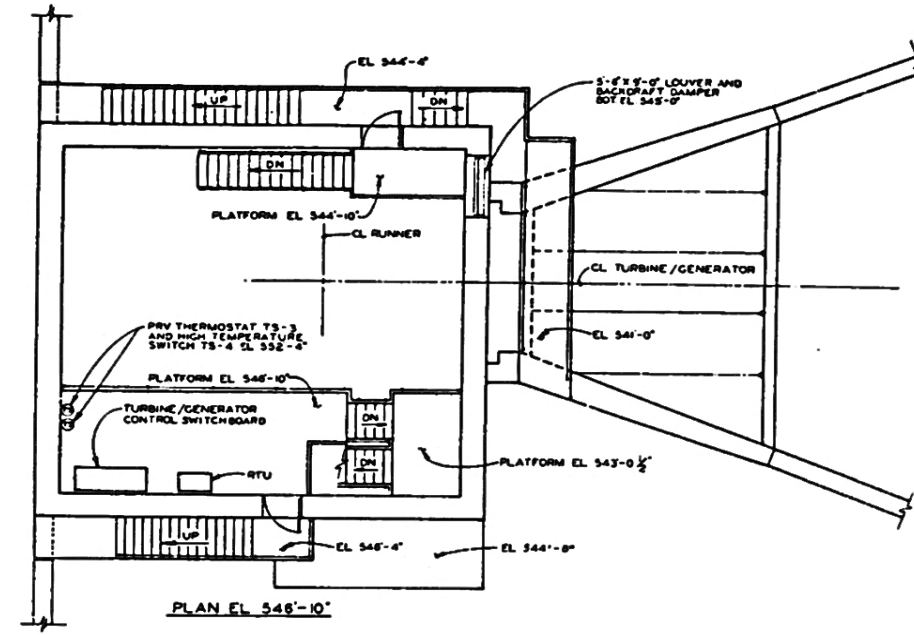 EL 544'-4"
5'-6" X 9'-0" LOUVER AND
BACKDRAFT DAMPER
BOT EL 545'-0"
UP
DN
DN
PLATFORM EL 544'-10"
CL RUNNER
CL TURBINE/GENERATOR
PRV THERMOSTAT TS-3
AND HIGH TEMPERATURE
SWITCH TS-4 EL 552'-4"
EL 541'-0"
PLATFORM EL 546'-10"
TURBINE/GENERATOR
CONTROL SWITCHBOARD
DN
DN
RTU
PLATFORM EL 543'-0 1/2"
UP
EL 546'-4"
EL 544'-8"
PLAN EL 546'-10"